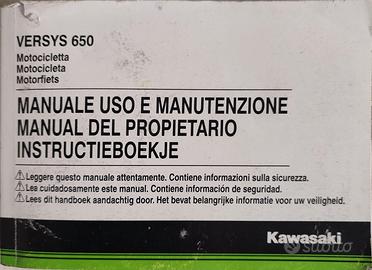 VERSYS 650
Motocicletta
Motocicleta
Motorfiets
MANUALE USO E MANUTENZIONE
MANUAL DEL PROPIETARIO
INSTRUCTIEBOEKJE
Leggere questo manuale attentamente. Contiene informazioni sulla sicurezza.
Lea cuidadosamente este manual. Contiene información de seguridad.
Lees dit handboek aandachtig door. Het bevat belangrijke informatie voor uw veiligheid.
Kawasaki
subito